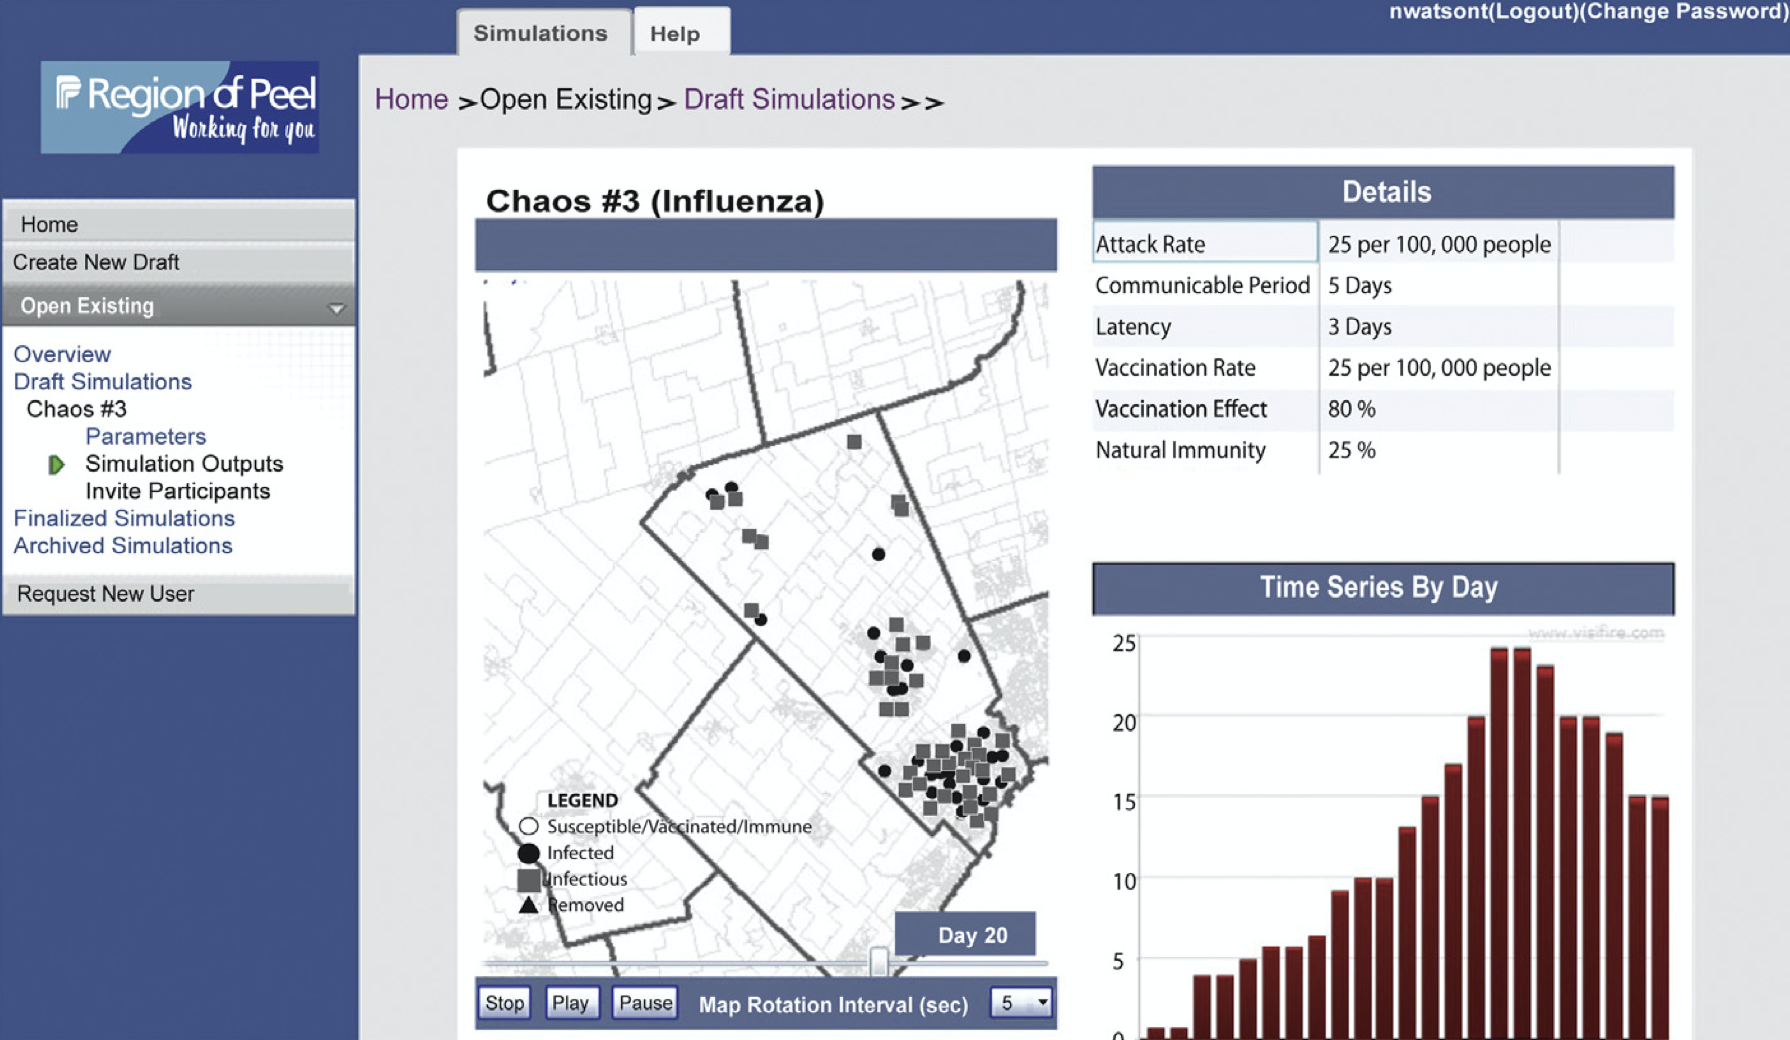 Simulations
Help
nwatsont(Logout)(Change Password)
Region of Peel
Working for you
Home >Open Existing> Draft Simulations >>
Home
Create New Draft
Open Existing
Overview
Draft Simulations
Chaos #3
Parameters
Simulation Outputs
Invite Participants
Finalized Simulations
Archived Simulations
Request New User
Chaos #3 (Influenza)
LEGEND
Susceptible/Vaccinated/Immune
Infected
Infectious
Removed
Day 20
Stop
Play
Pause
Map Rotation Interval (sec)
5
Details
Attack Rate 25 per 100, 000 people
Communicable Period 5 Days
Latency 3 Days
Vaccination Rate 25 per 100, 000 people
Vaccination Effect 80 %
Natural Immunity 25 %
Time Series By Day
www.visifire.com
25
20
15
10
5
0